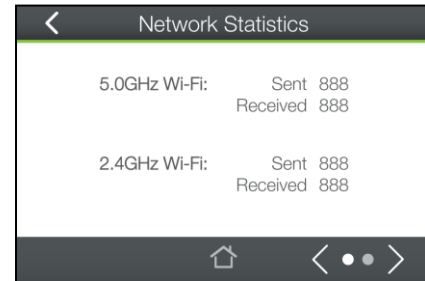 Network Statistics
5.0GHz Wi-Fi: Sent 888
Received 888
2.4GHz Wi-Fi: Sent 888
Received 888